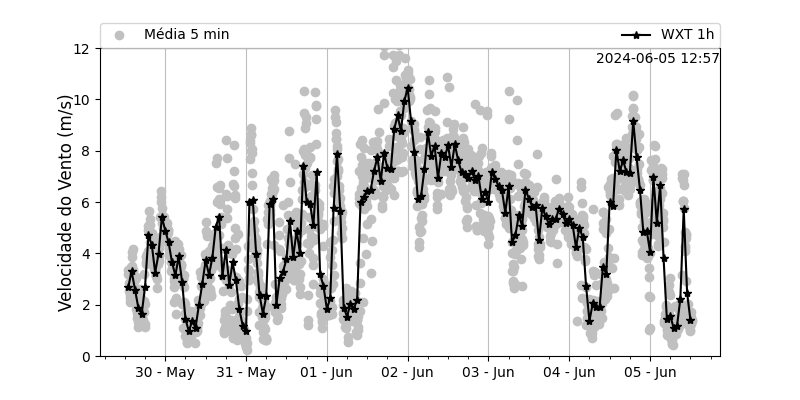 Média 5 min
WXT 1h
2024-06-05 12:57
Velocidade do Vento (m/s)
12
10
8
6
4
2
0
30 - May
31 - May
01 - Jun
02 - Jun
03 - Jun
04 - Jun
05 - Jun